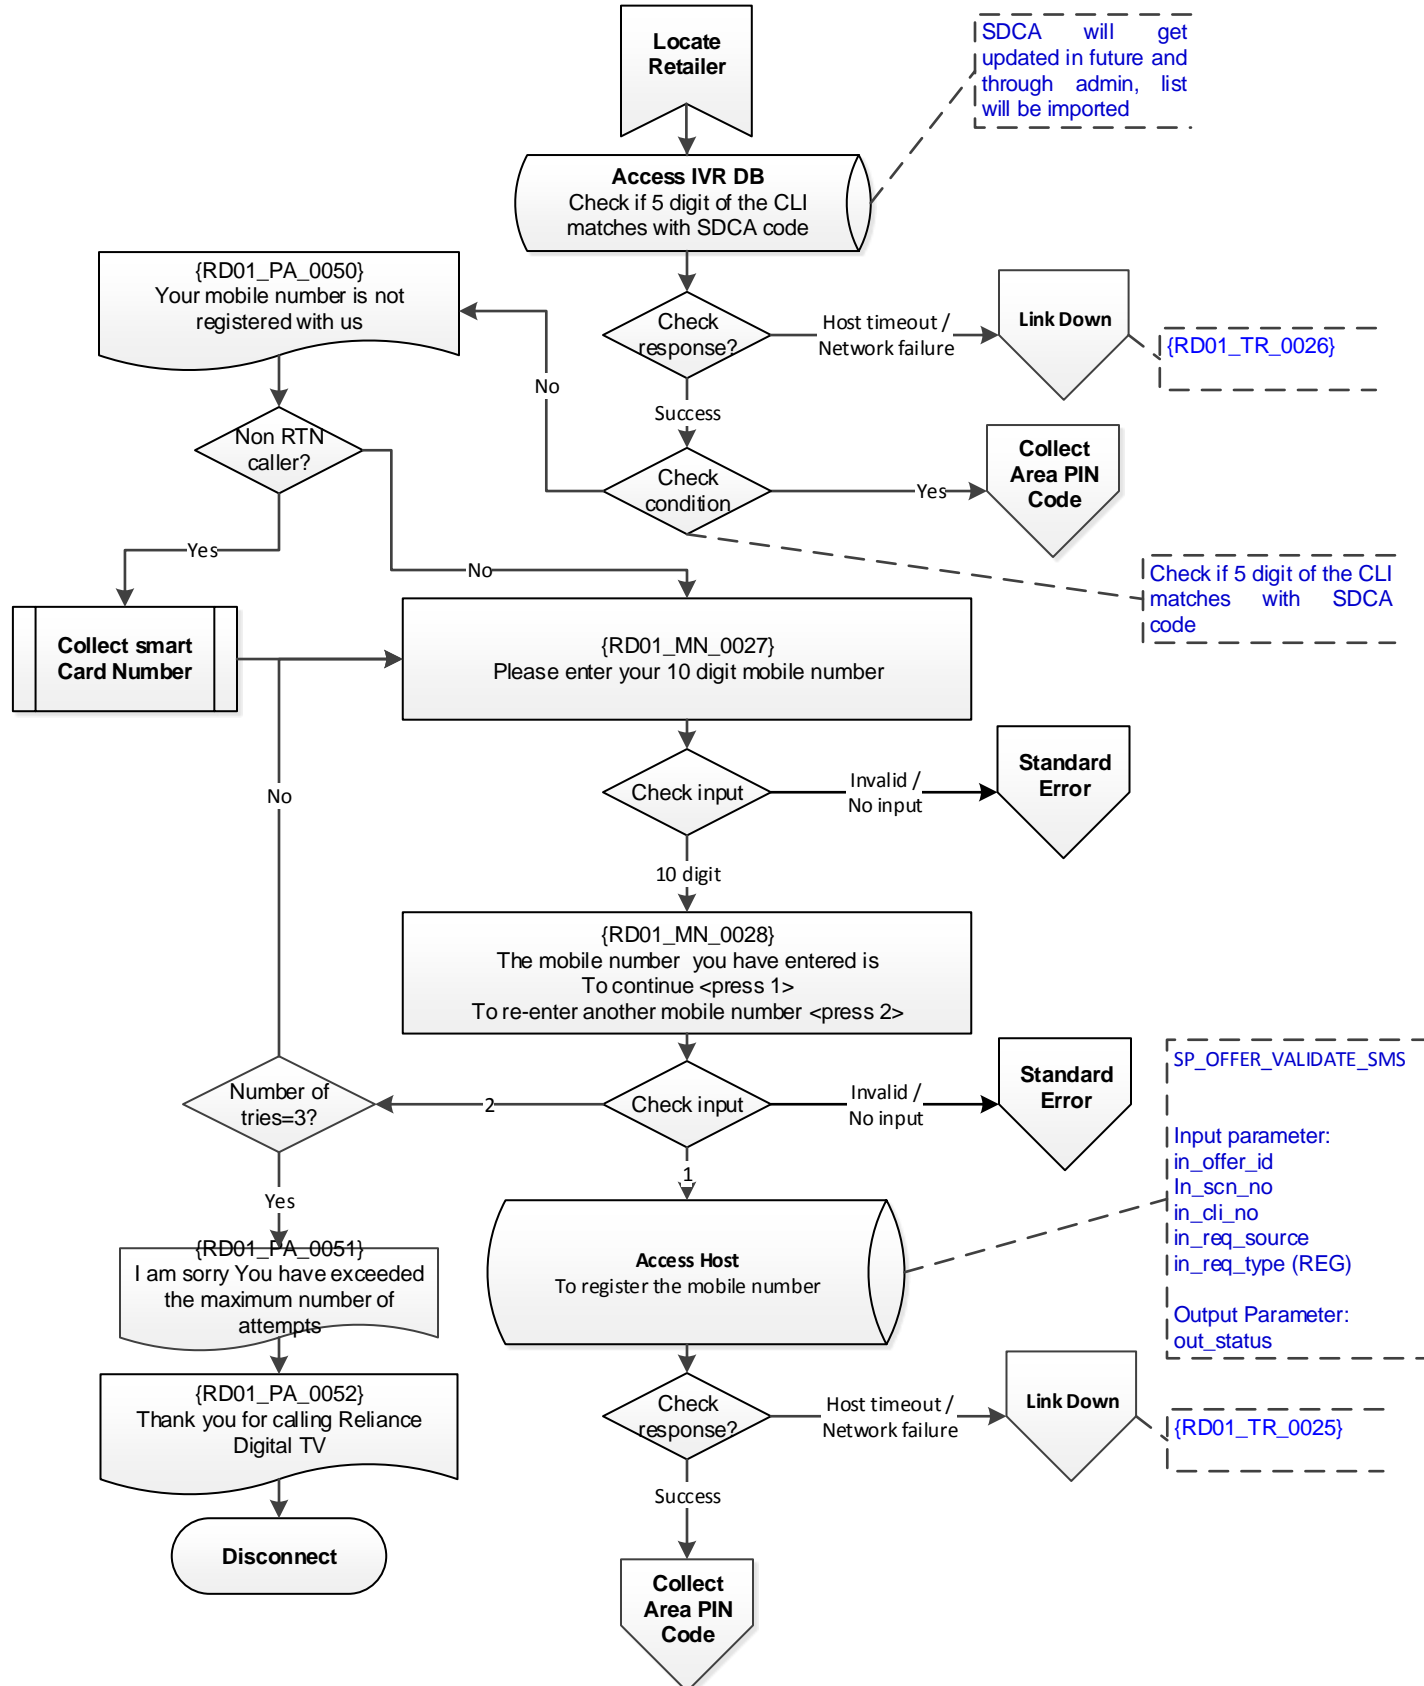 Locate
Retailer
SDCA will get
updated in future and
through admin, list
will be imported
Access IVR DB
Check if 5 digit of the CLI
matches with SDCA code
{RD01_PA_0050}
Your mobile number is not
registered with us
Check
response?
Host timeout /
Network failure
Link Down
{RD01_TR_0026}
No
Success
Non RTN
caller?
Check
condition
Yes
Collect
Area PIN
Code
Yes
No
Check if 5 digit of the CLI
matches with SDCA
code
Collect smart
Card Number
{RD01_MN_0027}
Please enter your 10 digit mobile number
No
Check input
Invalid /
No input
Standard
Error
10 digit
{RD01_MN_0028}
The mobile number you have entered is
To continue <press 1>
To re-enter another mobile number <press 2>
Number of
tries=3?
2
Check input
Invalid /
No input
Standard
Error
SP_OFFER_VALIDATE_SMS
Input parameter:
in_offer_id
In_scn_no
in_cli_no
in_req_source
in_req_type (REG)
Output Parameter:
out_status
Yes
1
{RD01_PA_0051}
I am sorry You have exceeded
the maximum number of
attempts
Access Host
To register the mobile number
{RD01_PA_0052}
Thank you for calling Reliance
Digital TV
Check
response?
Host timeout /
Network failure
Link Down
{RD01_TR_0025}
Success
Disconnect
Collect
Area PIN
Code